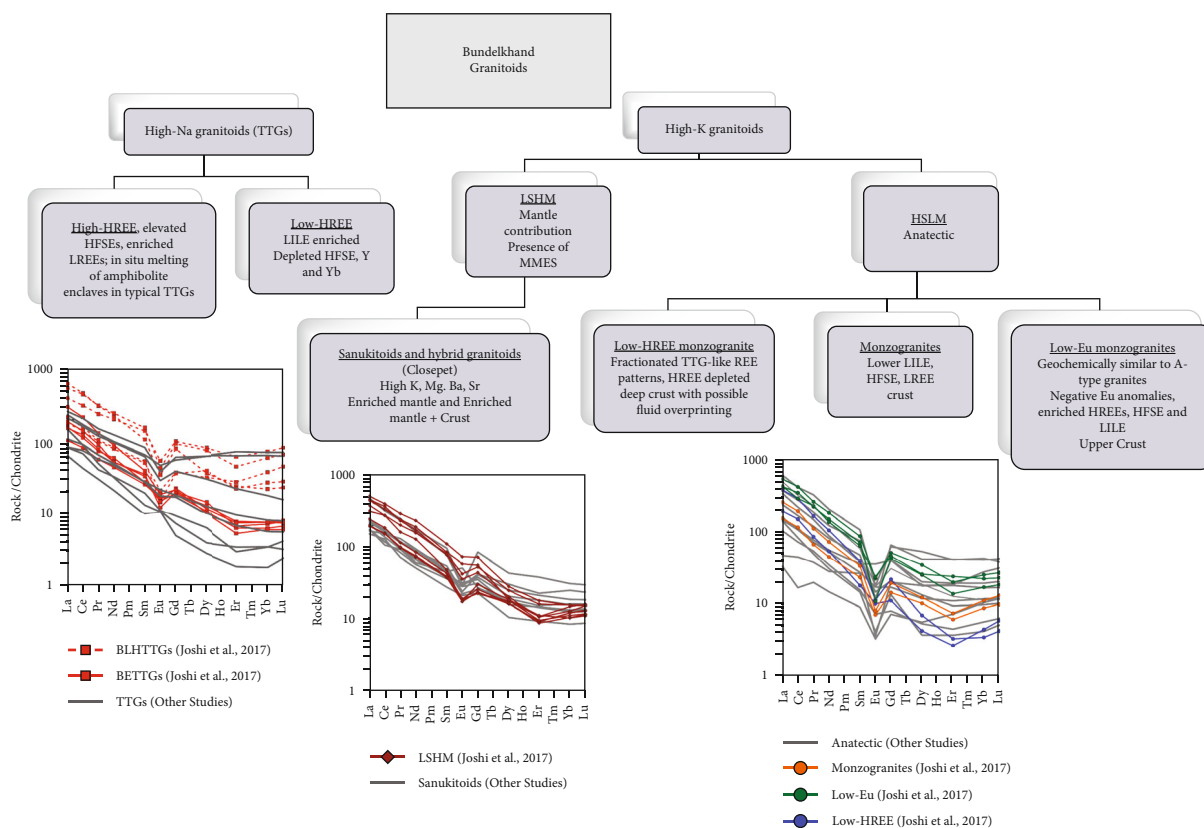 Bundelkhand
Granitoids
High-Na granitoids (TTGs)
High-K granitoids
High-HREE, elevated
HFSEs, enriched
LREEs; in situ melting
of amphibolite
enclaves in typical TTGs
Low-HREE
LILE enriched
Depleted HFSE, Y
and Yb
LSHM
Mantle
contribution
Presence of
MMES
HSLM
Anatectic
Sanukitoids and hybrid granitoids
(Closepet)
High K, Mg. Ba, Sr
Enriched mantle and Enriched
mantle + Crust
Low-HREE monzogranite
Fractionated TTG-like REE
patterns, HREE depleted
deep crust with possible
fluid overprinting
Monzogranites
Lower LILE,
HFSE, LREE
crust
Low-Eu monzogranites
Geochemically similar to A-
type granites
Negative Eu anomalies,
enriched HREEs, HFSE and
LILE
Upper Crust
1000
100
10
1
Rock/Chondrite
La Ce Pr Nd Pm Sm Eu Gd Tb Dy Ho Er Tm Yb Lu
BLHTTGs (Joshi et al., 2017)
BETTGs (Joshi et al., 2017)
TTGs (Other Studies)
1000
100
10
1
Rock/Chondrite
La Ce Pr Nd Pm Sm Eu Gd Tb Dy Ho Er Tm Yb Lu
LSHM (Joshi et al., 2017)
Sanukitoids (Other Studies)
1000
100
10
1
Rock/Chondrite
La Ce Pr Nd Pm Sm Eu Gd Tb Dy Ho Er Tm Yb Lu
Anatectic (Other Studies)
Monzogranites (Joshi et al., 2017)
Low-Eu (Joshi et al., 2017)
Low-HREE (Joshi et al., 2017)